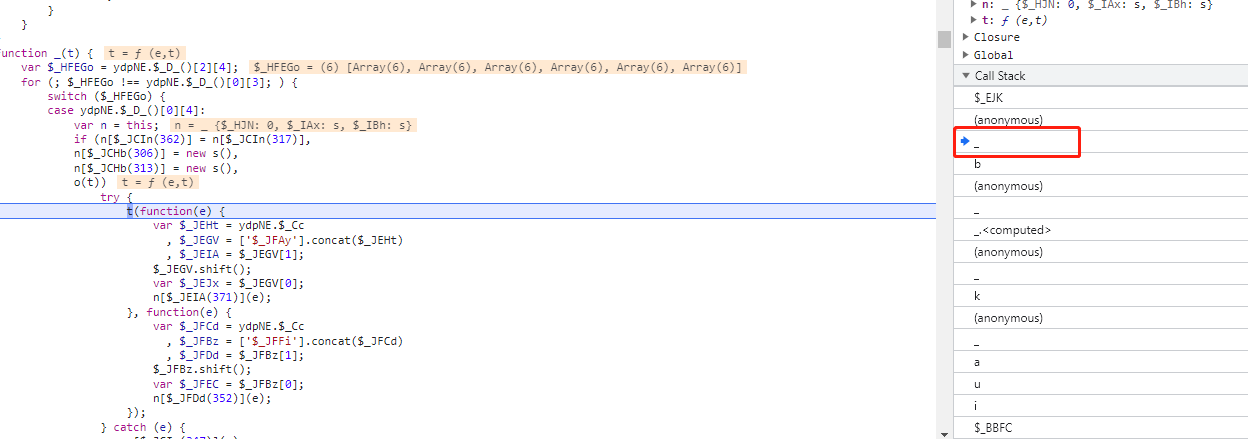 }
}
function _(t) { t = ƒ (e,t)
var $_HFEGo = ydpNE.$_D_()[2][4]; $_HFEGo = (6) [Array(6), Array(6), Array(6), Array(6), Array(6), Array(6)]
for (; $_HFEGo !== ydpNE.$_D_()[0][3]; ) {
switch ($_HFEGo) {
case ydpNE.$_D_()[0][4]:
var n = this; n = _ {$_HJN: 0, $_IAx: s, $_IBh: s}
if (n[$_JCIn(362)] = n[$_JCIn(317)],
n[$_JCHb(306)] = new s(),
n[$_JCHb(313)] = new s(),
o(t)) t = ƒ (e,t)
try {
t(function(e) {
var $_JEHt = ydpNE.$_Cc
, $_JEGV = ['$_JFAy'].concat($_JEHt)
, $_JEIA = $_JEGV[1];
$_JEGV.shift();
var $_JEJx = $_JEGV[0];
n[$_JEIA(371)](e);
}, function(e) {
var $_JFCd = ydpNE.$_Cc
, $_JFBz = ['$_JFFi'].concat($_JFCd)
, $_JFDd = $_JFBz[1];
$_JFBz.shift();
var $_JFEC = $_JFBz[0];
n[$_JFDd(352)](e);
});
} catch (e) {
n: _ {$_HJN: 0, $_IAx: s, $_IBh: s}
t: ƒ (e,t)
Closure
Global
Call Stack
$_EJK
(anonymous)
_
b
(anonymous)
_
_.<computed>
(anonymous)
_
k
(anonymous)
_
a
u
i
$_BBFC